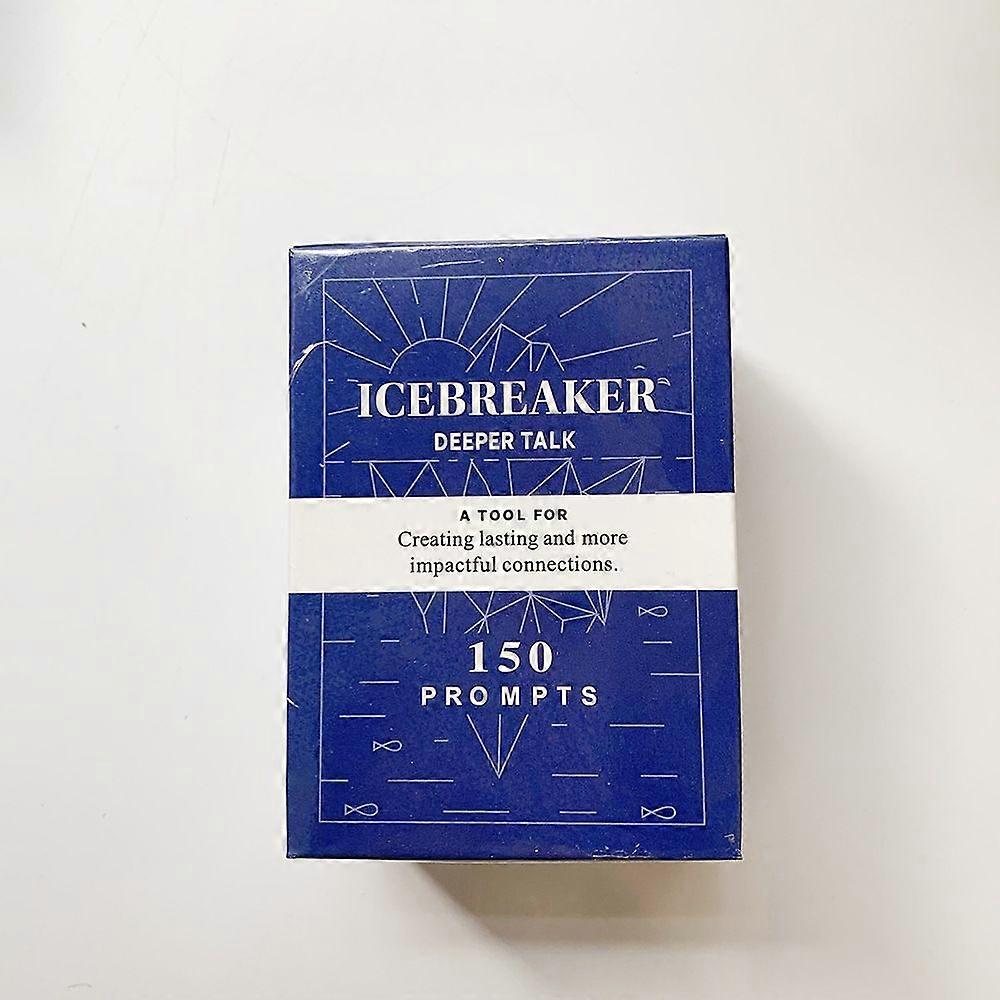 ICEBREAKER
DEEPER TALK
A TOOL FOR
Creating lasting and more
impactful connections.
150
PROMPTS